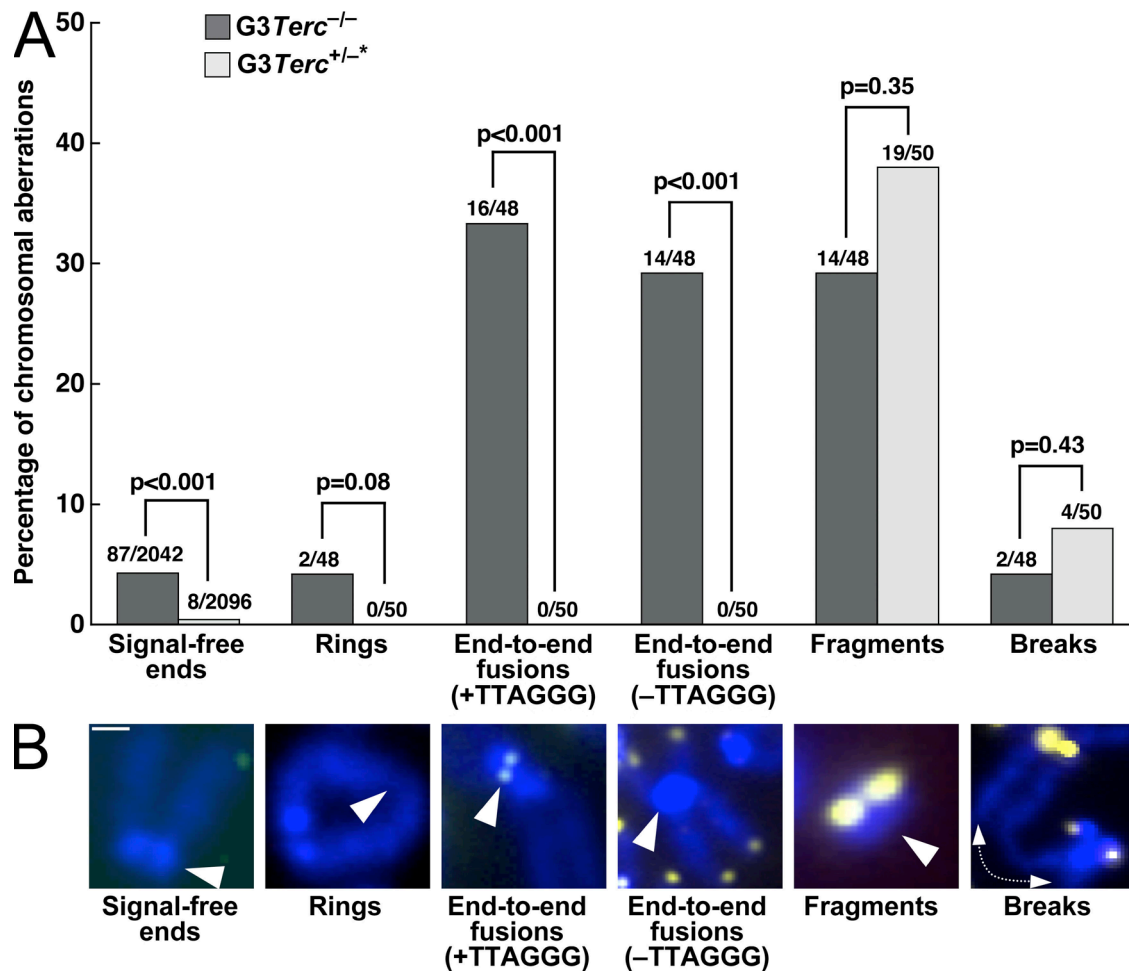 A
50
40
30
20
10
0
Percentage of chromosomal aberrations
G3Terc–/–
G3Terc+/–*
p<0.001
87/2042
8/2096
p=0.08
2/48
0/50
p<0.001
16/48
0/50
p<0.001
14/48
0/50
p=0.35
14/48
19/50
p=0.43
2/48
4/50
Signal-free
ends
Rings
End-to-end
fusions
(+TTAGGG)
End-to-end
fusions
(–TTAGGG)
Fragments
Breaks
B
Signal-free
ends
Rings
End-to-end
fusions
(+TTAGGG)
End-to-end
fusions
(–TTAGGG)
Fragments
Breaks